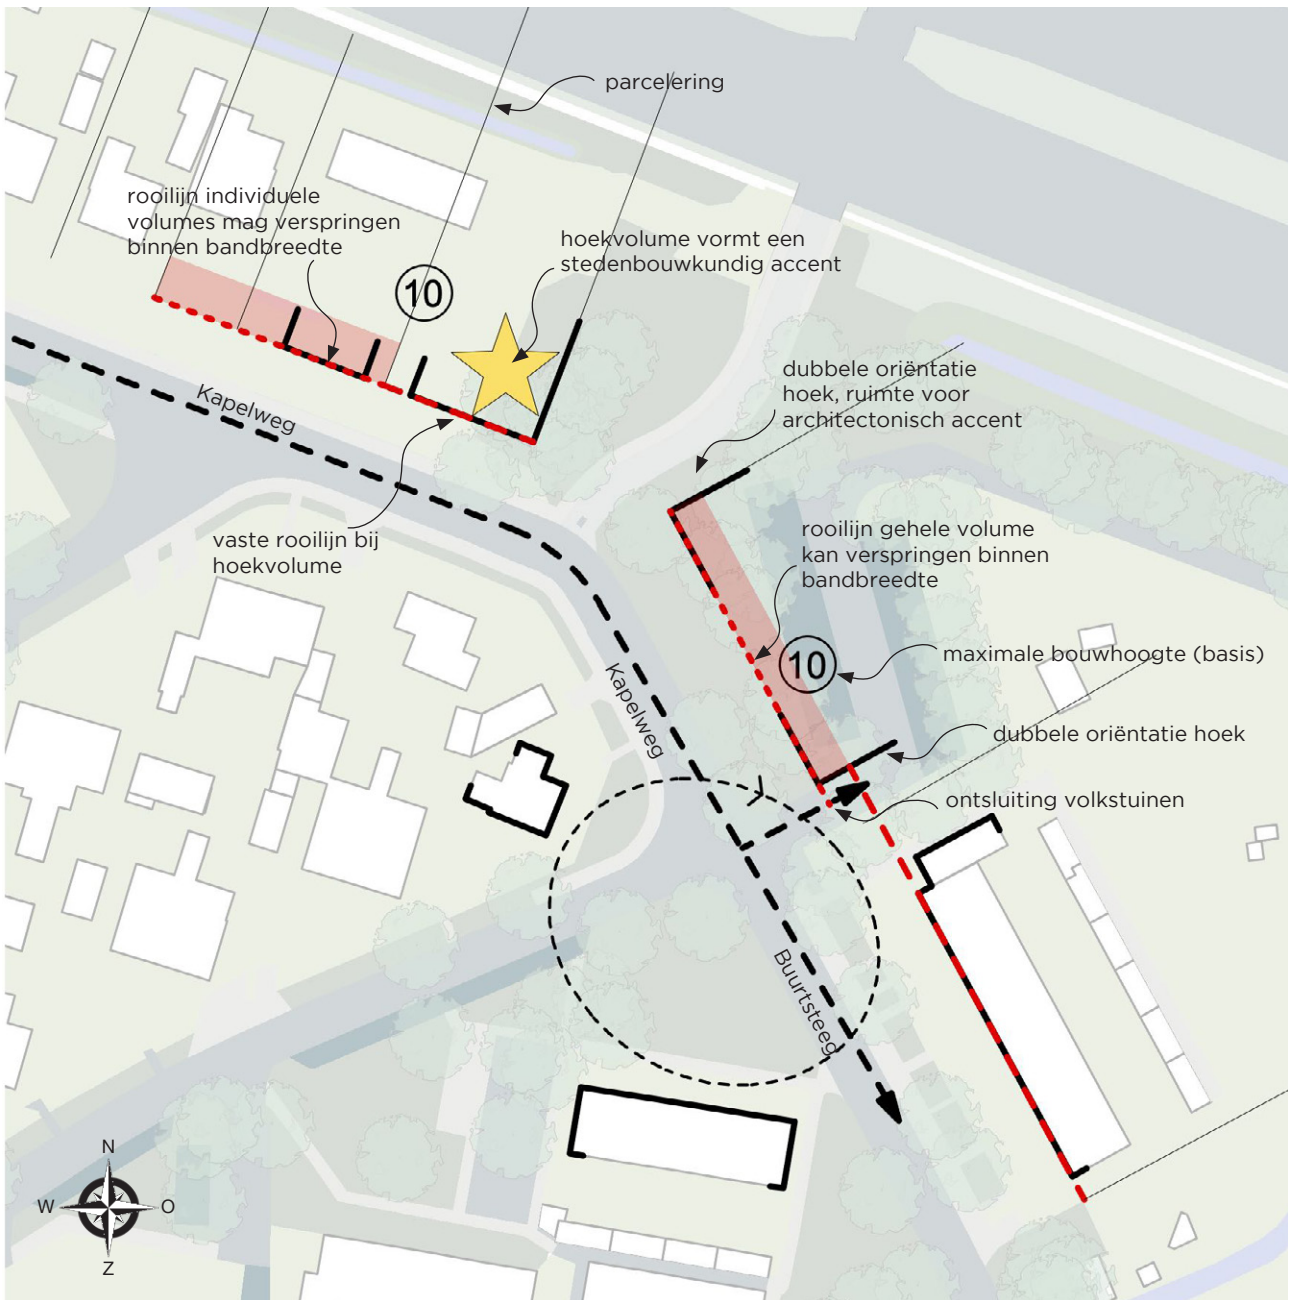 parcelering
rooilijn individuele
volumes mag verspringen
binnen bandbreedte
hoekvolume vormt een
stedenbouwkundig accent
10
dubbele oriëntatie
hoek, ruimte voor
architectonisch accent
Kapelweg
vaste rooilijn bij
hoekvolume
rooilijn gehele volume
kan verspringen binnen
bandbreedte
10
maximale bouwhoogte (basis)
Kapelweg
dubbele oriëntatie hoek
ontsluiting volkstuinen
Buurtsteeg
N
W
O
Z